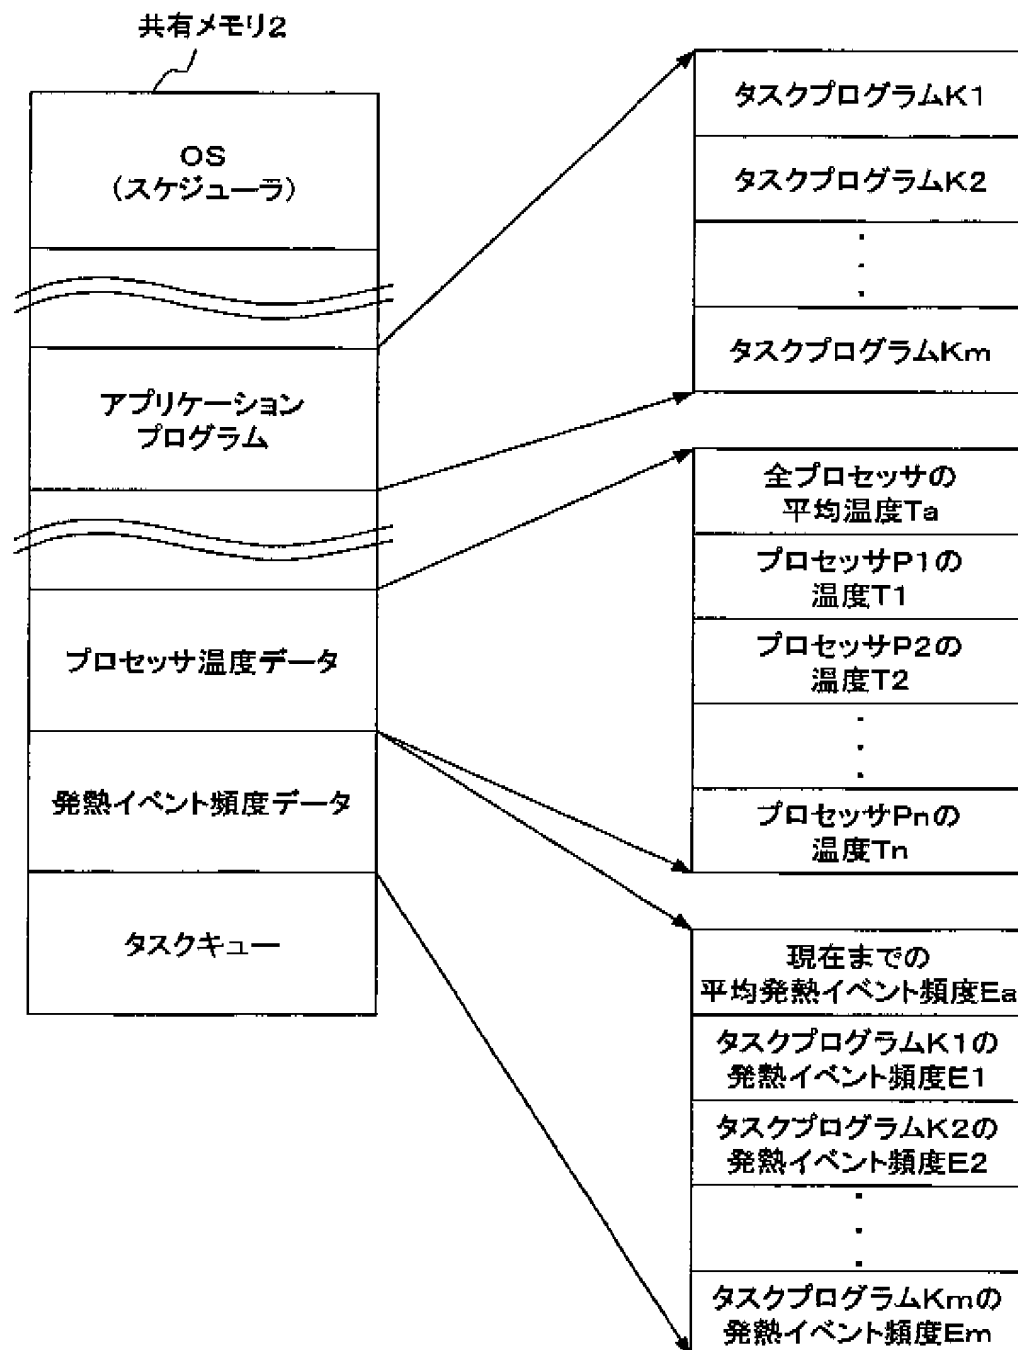 共有メモリ2
OS
(スケジューラ)
アプリケーション
プログラム
プロセッサ温度データ
発熱イベント頻度データ
タスクキュー
タスクプログラムK1
タスクプログラムK2
タスクプログラムKm
全プロセッサの
平均温度Ta
プロセッサP1の
温度T1
プロセッサP2の
温度T2
プロセッサPnの
温度Tn
現在までの
平均発熱イベント頻度Ea
タスクプログラムK1の
発熱イベント頻度E1
タスクプログラムK2の
発熱イベント頻度E2
タスクプログラムKmの
発熱イベント頻度Em